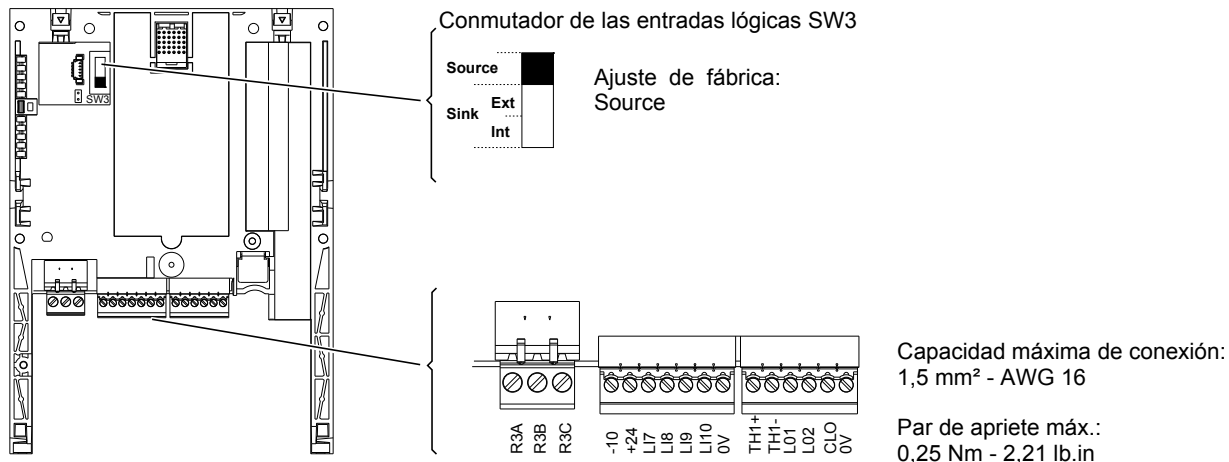 Conmutador de las entradas lógicas SW3
Source
Sink
Ext
Int
Ajuste de fábrica:
Source
SW3
R3A
R3B
R3C
-10
+24
LI7
LI8
LI9
LI10
0V
TH1+
TH1-
L01
L02
CLO
0V
Capacidad máxima de conexión:
1,5 mm² - AWG 16
Par de apriete máx.:
0,25 Nm - 2,21 lb.in